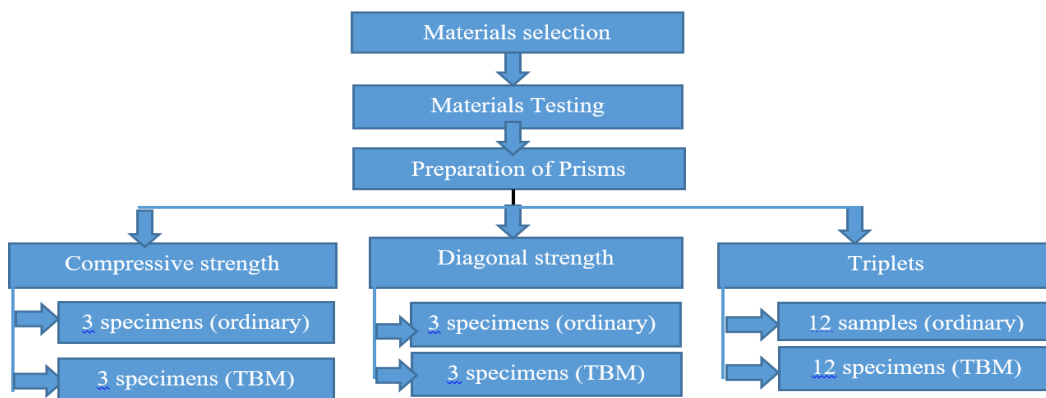 Materials selection
Materials Testing
Preparation of Prisms
Compressive strength
3 specimens (ordinary)
3 specimens (TBM)
Diagonal strength
3 specimens (ordinary)
3 specimens (TBM)
Triplets
12 samples (ordinary)
12 specimens (TBM)